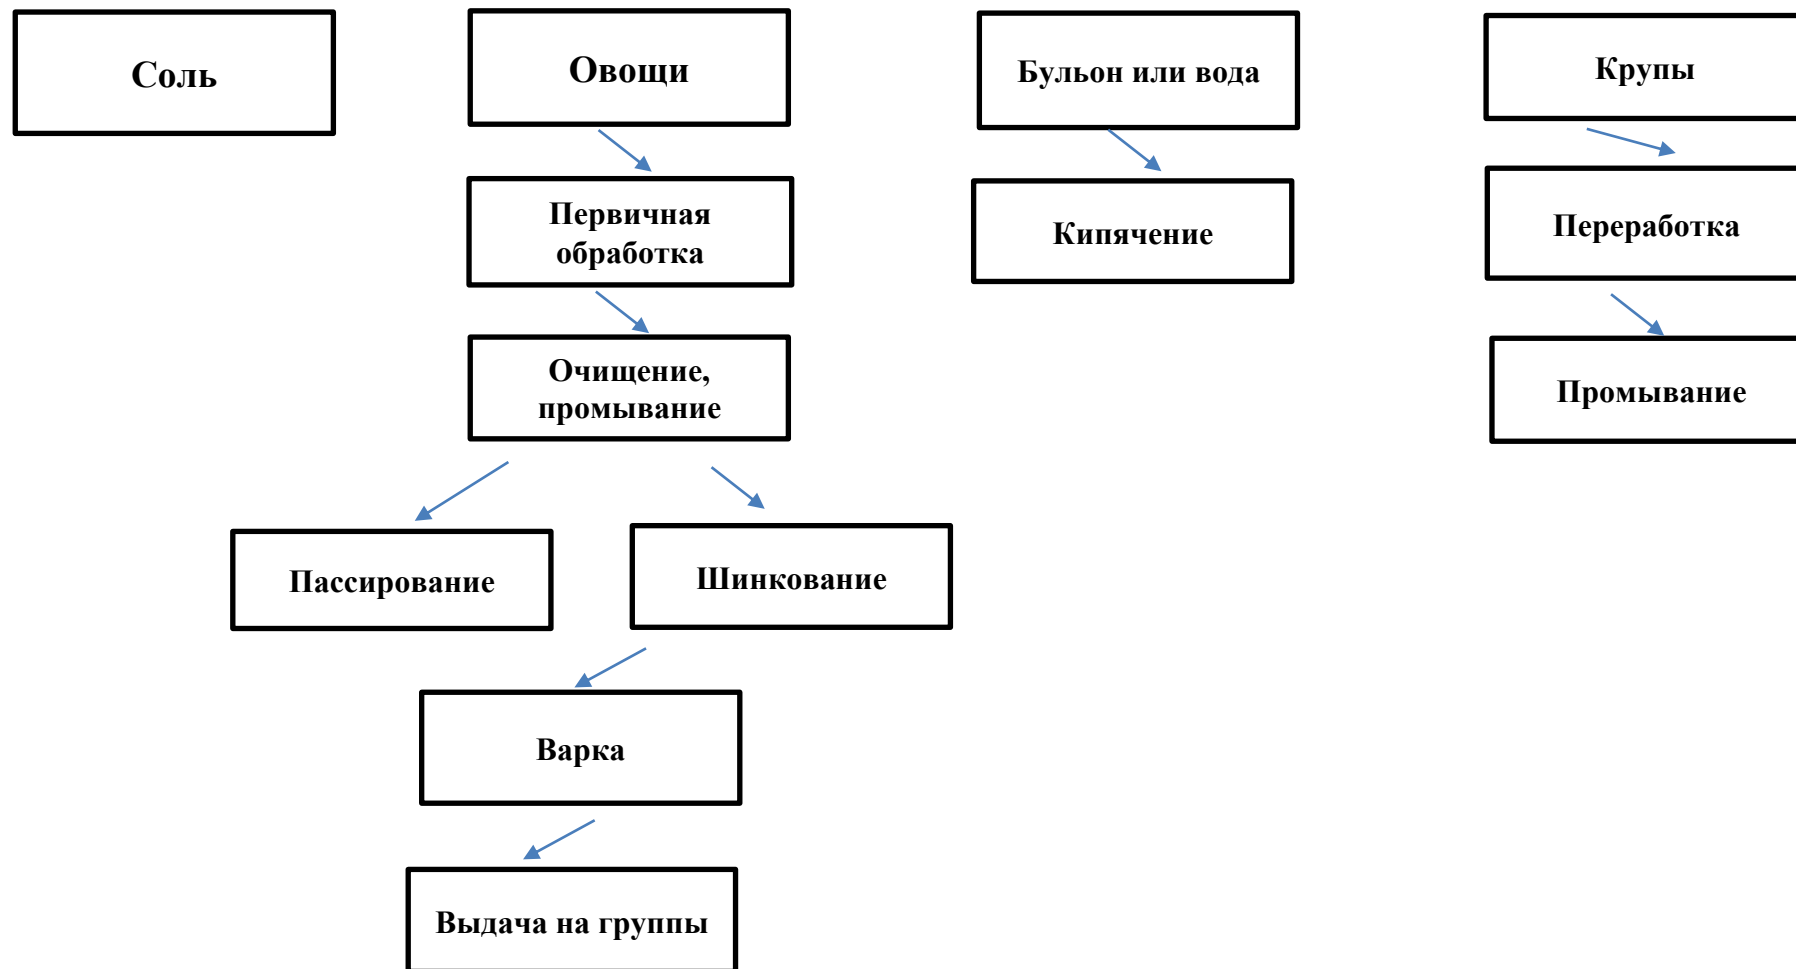 Соль
Овощи
Бульон или вода
Крупы
Первичная
обработка
Кипячение
Переработка
Очищение,
промывание
Промывание
Пассирование
Шинкование
Варка
Выдача на группы